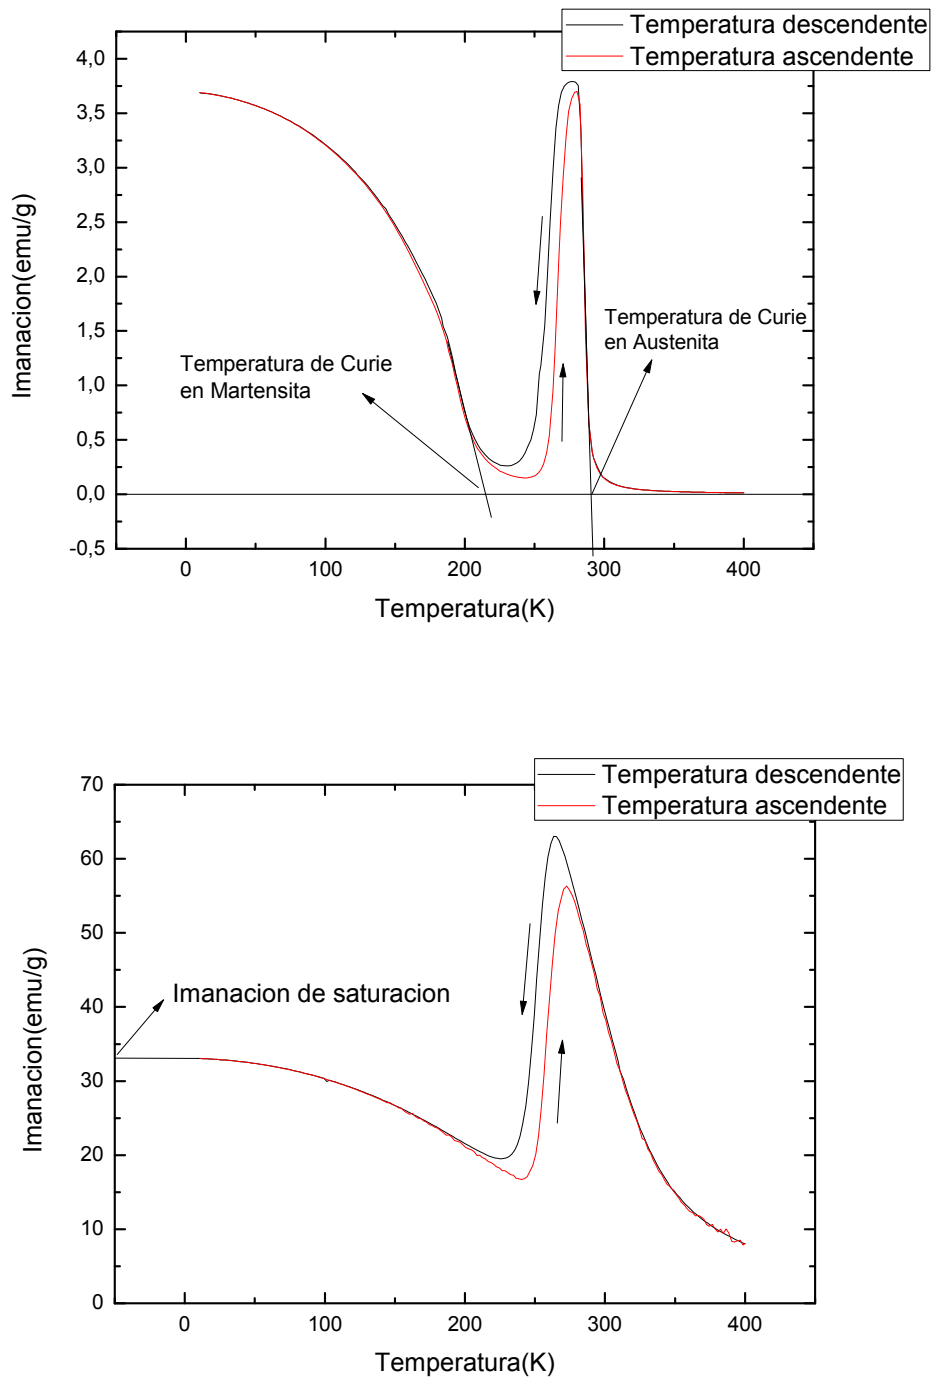 Temperatura descendente
Temperatura ascendente
4,0
3,5
3,0
2,5
2,0
1,5
1,0
0,5
0,0
-0,5
Imanacion(emu/g)
Temperatura de Curie
en Austenita
Temperatura de Curie
en Martensita
0
100
200
300
400
Temperatura(K)
Temperatura descendente
Temperatura ascendente
70
60
50
40
30
20
10
0
Imanacion(emu/g)
Imanacion de saturacion
0
100
200
300
400
Temperatura(K)